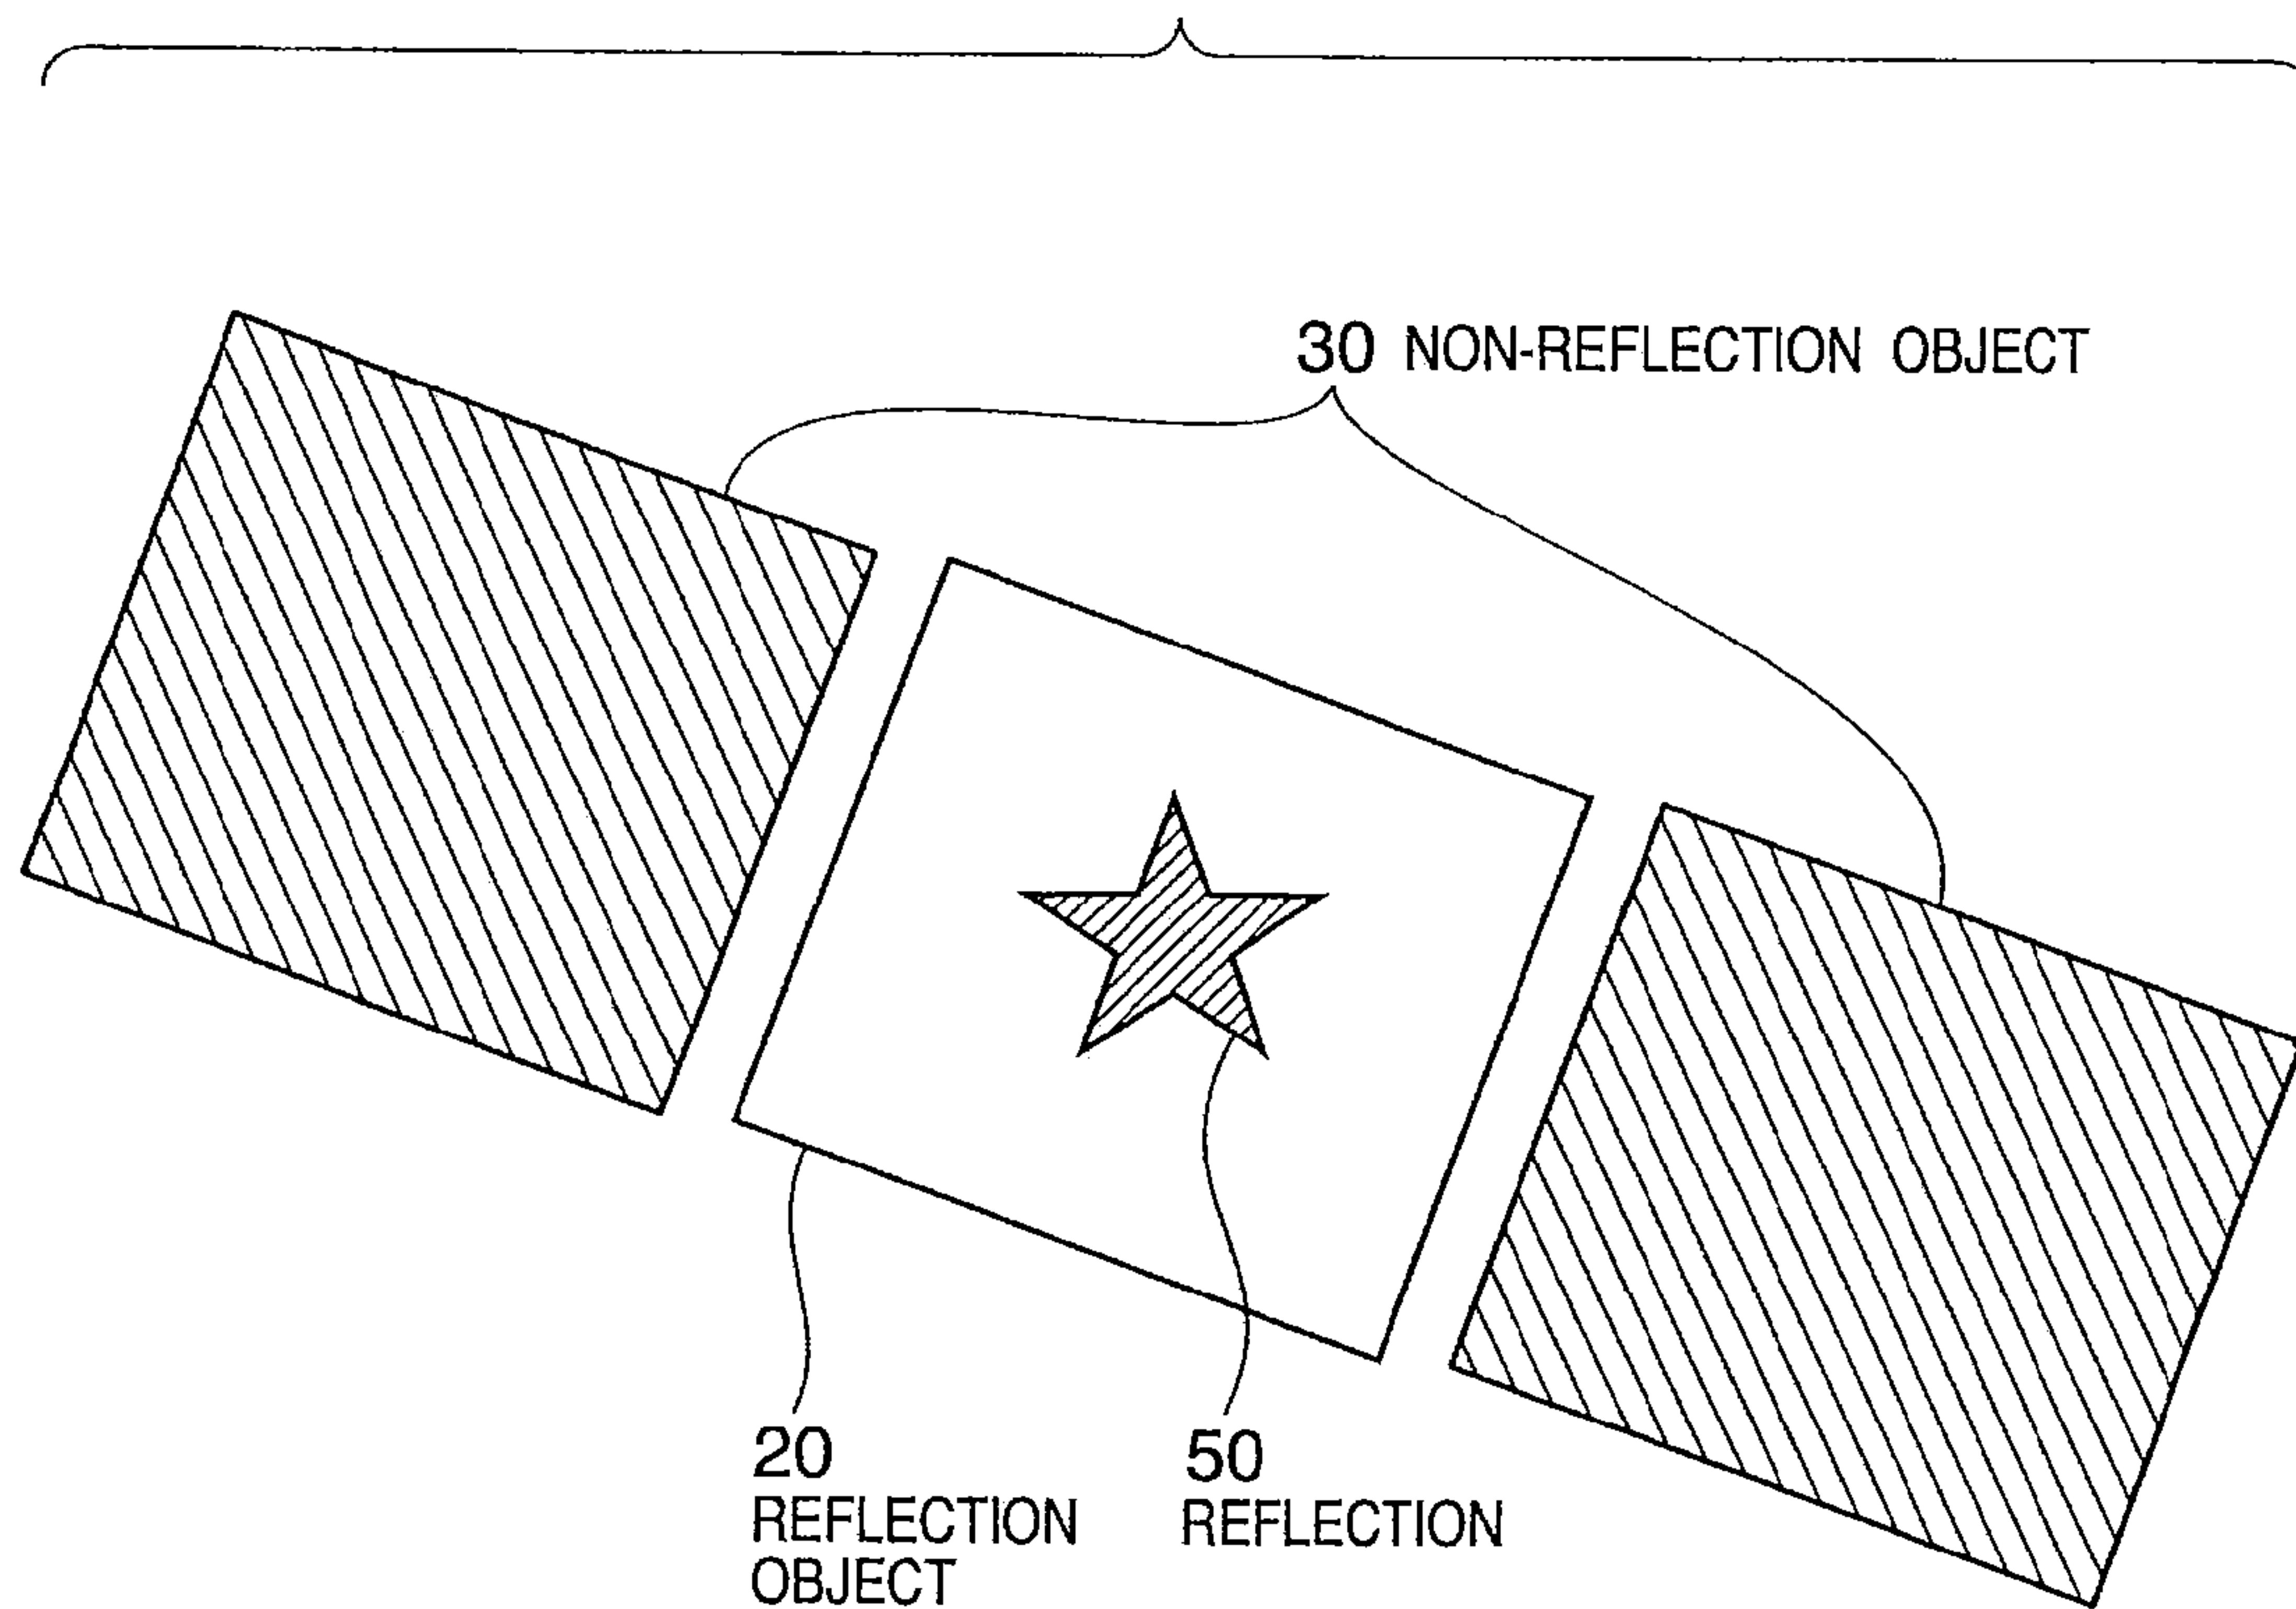 30 NON-REFLECTION OBJECT
20
REFLECTION
OBJECT
50
REFLECTION